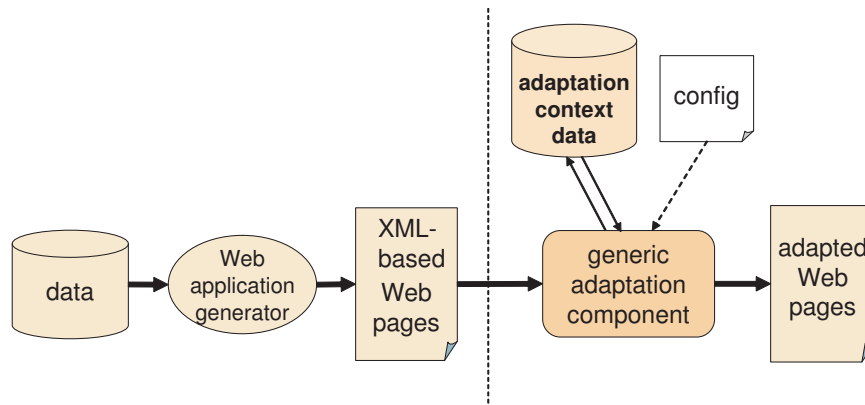 adaptation
context
data
config
data
Web
application
generator
XML-
based
Web
pages
generic
adaptation
component
adapted
Web
pages